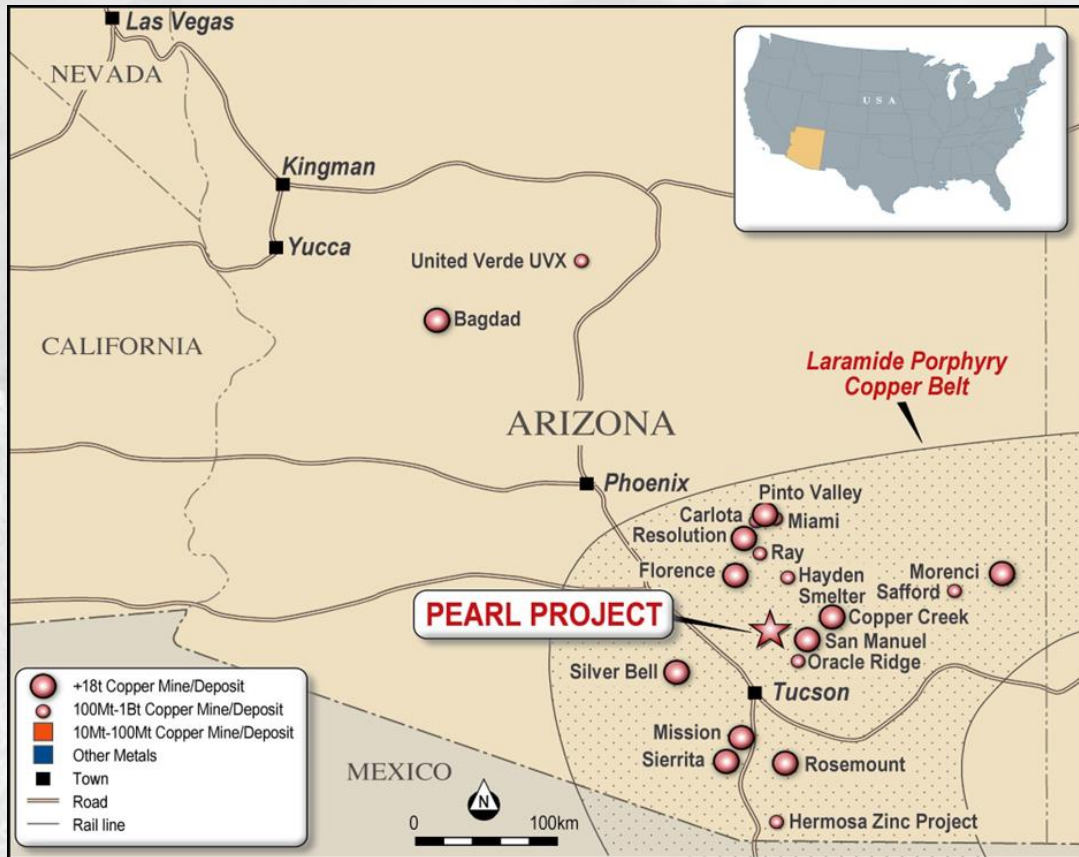 Las Vegas
NEVADA
USA
Kingman
Yucca
United Verde UVX
Bagdad
CALIFORNIA
Laramide Porphyry
Copper Belt
ARIZONA
Phoenix
Pinto Valley
Carlota
Miami
Resolution
Ray
Florence
Hayden
Smelter
Morenci
Safford
PEARL PROJECT
Copper Creek
San Manuel
Oracle Ridge
Silver Bell
Tucson
Mission
Sierrita
Rosemount
MEXICO
Hermosa Zinc Project
+18t Copper Mine/Deposit
100Mt-1Bt Copper Mine/Deposit
10Mt-100Mt Copper Mine/Deposit
Other Metals
Town
Road
Rail line
N
0 100km